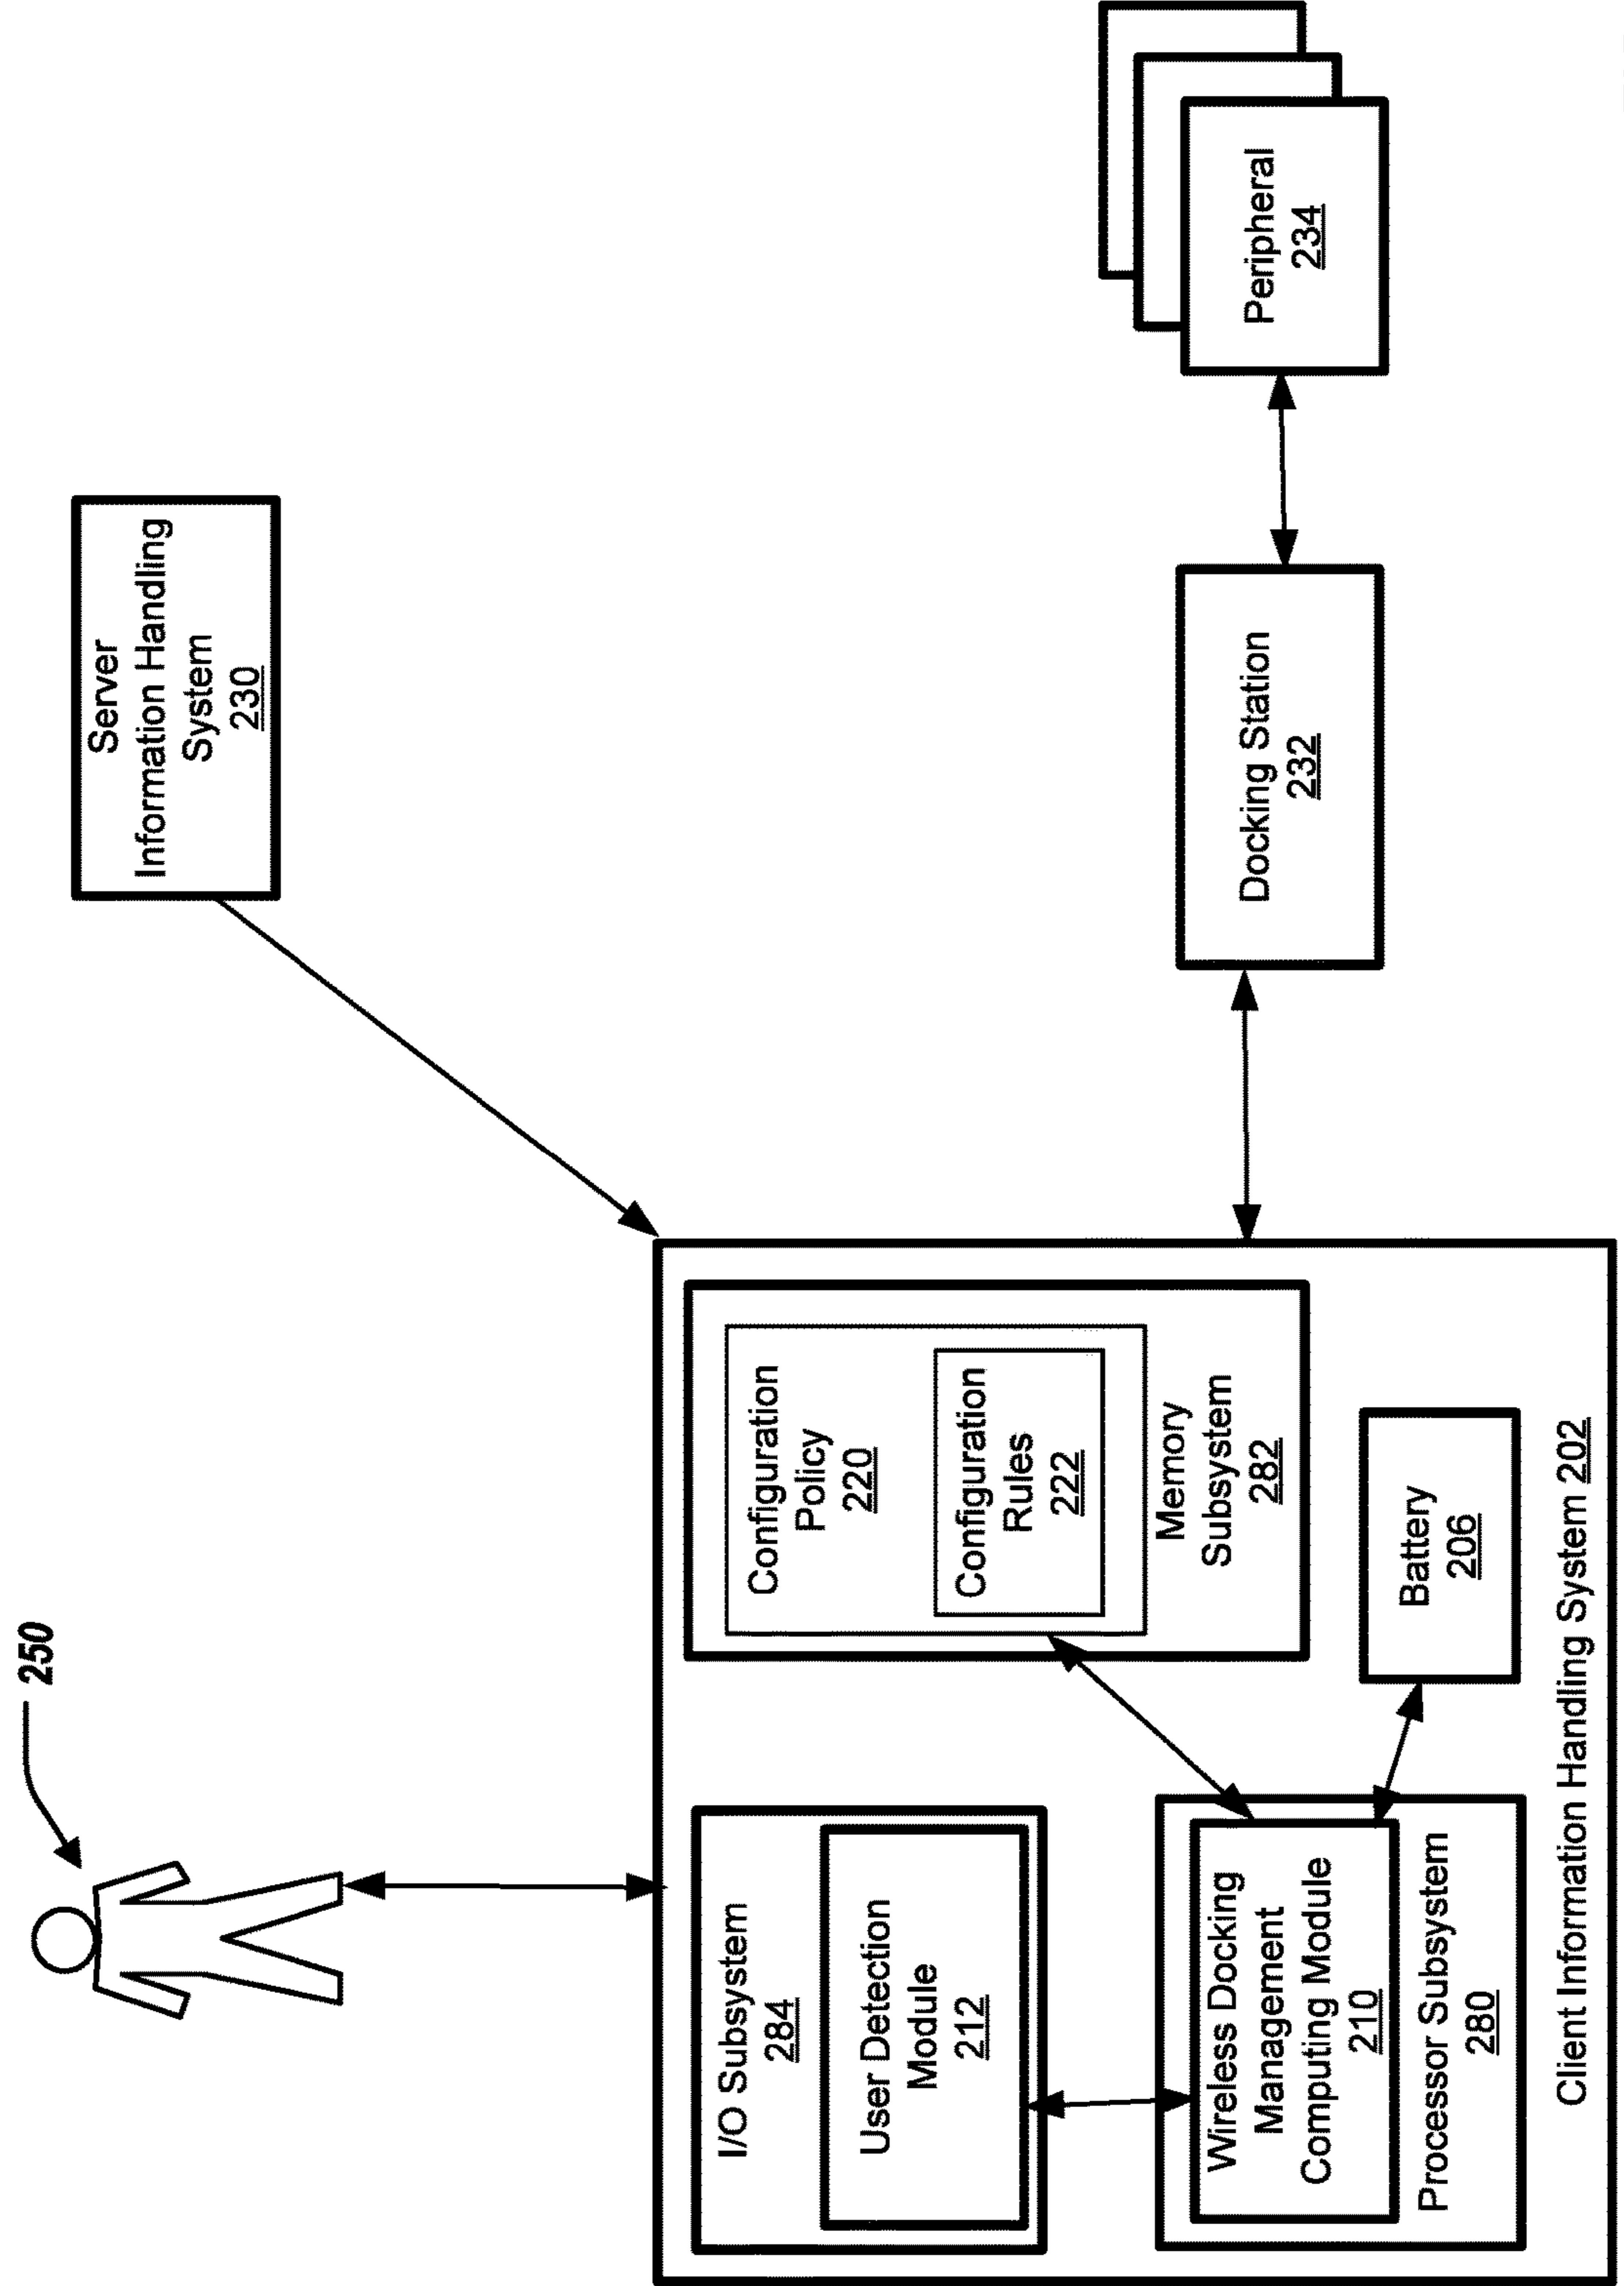 250
Server
Information Handling
System
230
I/O Subsystem
284
User Detection
Module
212
Configuration
Policy
220
Configuration
Rules
222
Memory
Subsystem
282
Wireless Docking
Management
Computing Module
210
Processor Subsystem
280
Battery
206
Client Information Handling System 202
Docking Station
232
Peripheral
234